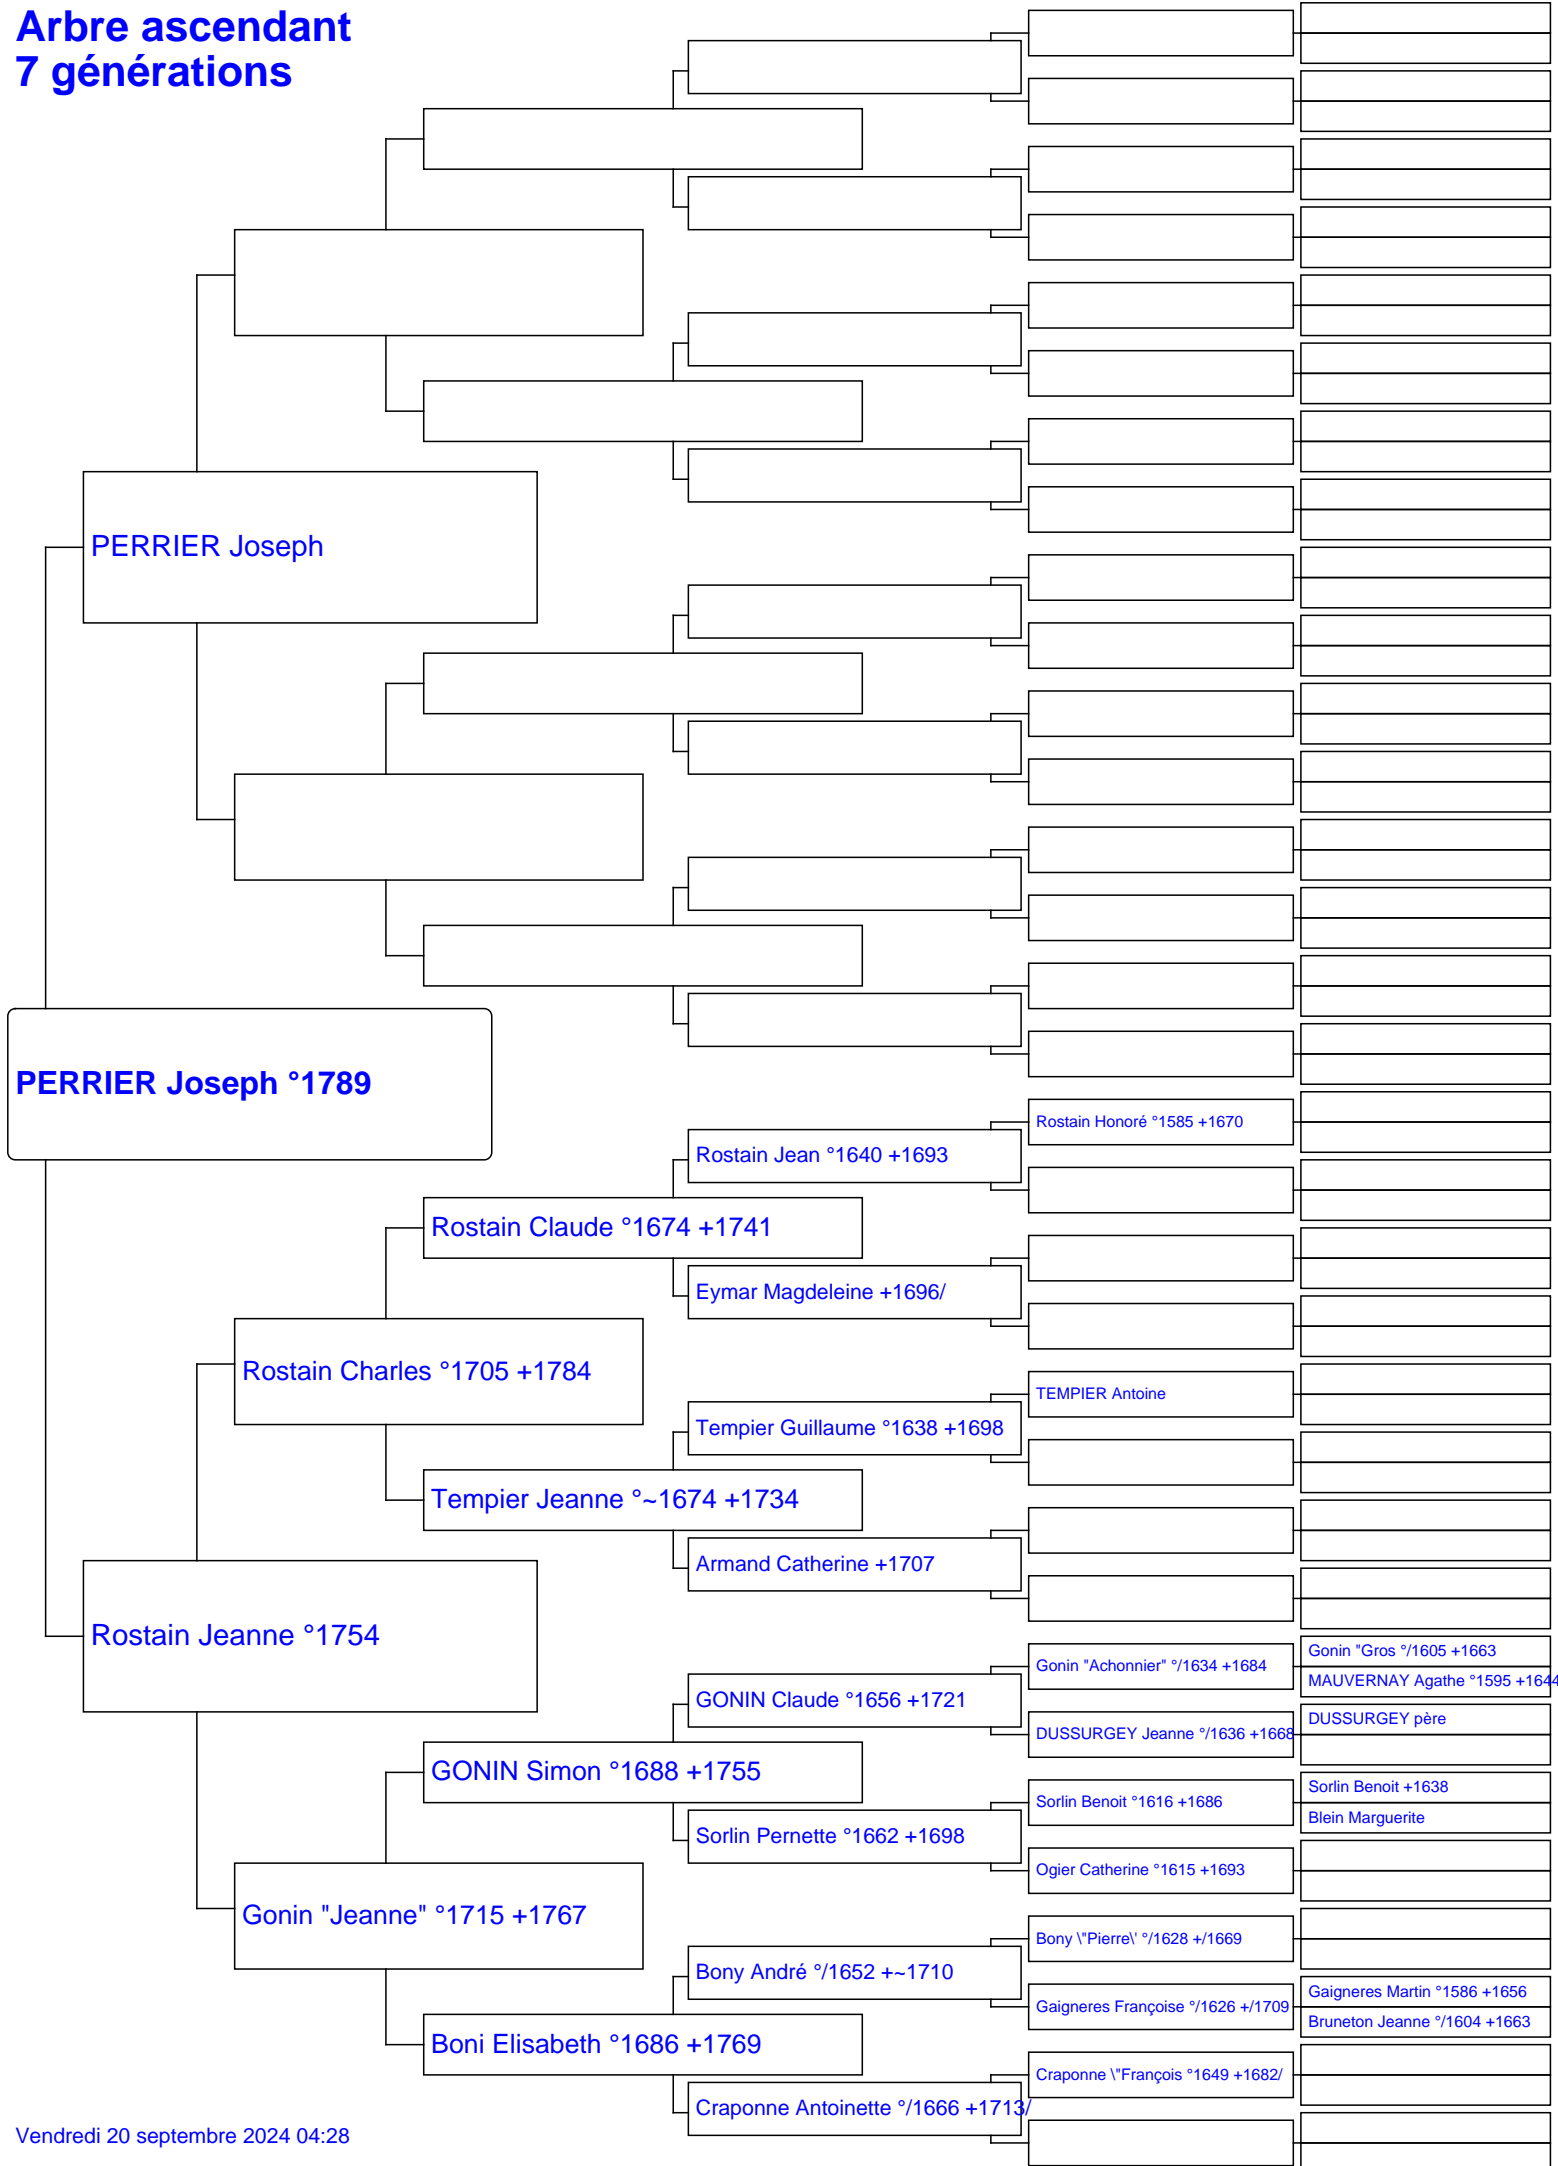 Arbre ascendant
7 générations
PERRIER Joseph
PERRIER Joseph °1789
Rostain Honoré °1585 +1670
Rostain Jean °1640 +1693
Rostain Claude °1674 +1741
Eymar Magdeleine +1696/
Rostain Charles °1705 +1784
TEMPIER Antoine
Tempier Guillaume °1638 +1698
Tempier Jeanne °~1674 +1734
Armand Catherine +1707
Rostain Jeanne °1754
Gonin "Gros °/1605 +1663
Gonin "Achonnier" °/1634 +1684
MAUVERNAY Agathe °1595 +1644
GONIN Claude °1656 +1721
DUSSURGEY père
DUSSURGEY Jeanne °/1636 +1668
GONIN Simon °1688 +1755
Sorlin Benoit +1638
Sorlin Benoit °1616 +1686
Blein Marguerite
Sorlin Pernette °1662 +1698
Ogier Catherine °1615 +1693
Gonin "Jeanne" °1715 +1767
Bony \"Pierre\' °/1628 +/1669
Bony André °/1652 +~1710
Gaigneres Martin °1586 +1656
Gaigneres Françoise °/1626 +/1709
Bruneton Jeanne °/1604 +1663
Boni Elisabeth °1686 +1769
Craponne \"François °1649 +1682/
Craponne Antoinette °/1666 +1713/
Vendredi 20 septembre 2024 04:28